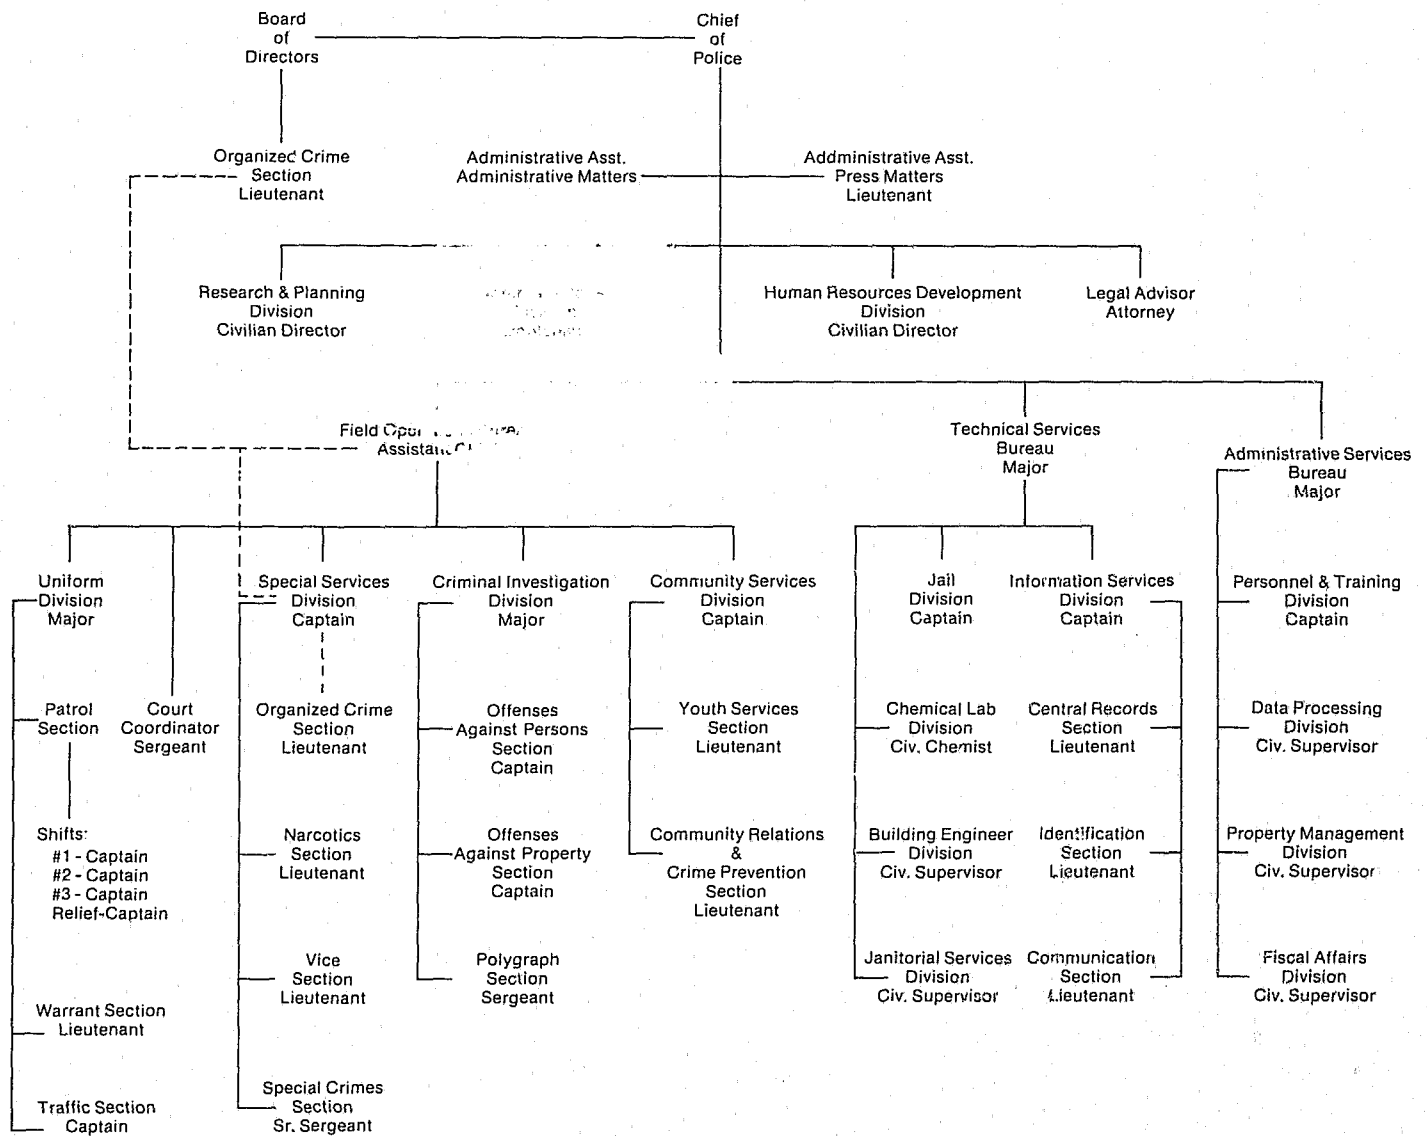 Board
of
Directors
Chief
of
Police
Organized Crime
Section
Lieutenant
Administrative Asst.
Administrative Matters
Addministrative Asst.
Press Matters
Lieutenant
Research & Planning
Division
Civilian Director
Human Resources Development
Division
Civilian Director
Legal Advisor
Attorney
Field
Technical Services
Bureau
Major
Administrative Services
Bureau
Major
Uniform
Division
Major
Special Services
Division
Captain
Criminal Investigation
Division
Major
Community Services
Division
Captain
Jail
Division
Captain
Information Services
Division
Captain
Personnel & Training
Division
Captain
Patrol
Section
Court
Coordinator
Sergeant
Organized Crime
Section
Lieutenant
Offenses
Against Persons
Section
Captain
Youth Services
Section
Lieutenant
Chemical Lab
Division
Civ. Chemist
Central Records
Section
Lieutenant
Data Processing
Division
Civ. Supervisor
Shifts:
#1 - Captain
#2 - Captain
#3 - Captain
Relief-Captain
Narcotics
Section
Lieutenant
Offenses
Against Property
Section
Captain
Community Relations
&
Crime Prevention
Section
Lieutenant
Building Engineer
Division
Civ. Supervisor
Identification
Section
Lieutenant
Property Management
Division
Civ. Supervisor
Vice
Section
Lieutenant
Polygraph
Section
Sergeant
Janitorial Services
Division
Civ. Supervisor
Communication
Section
Lieutenant
Fiscal Affairs
Division
Civ. Supervisor
Warrant Section
Lieutenant
Special Crimes
Section
Sr. Sergeant
Traffic Section
Captain